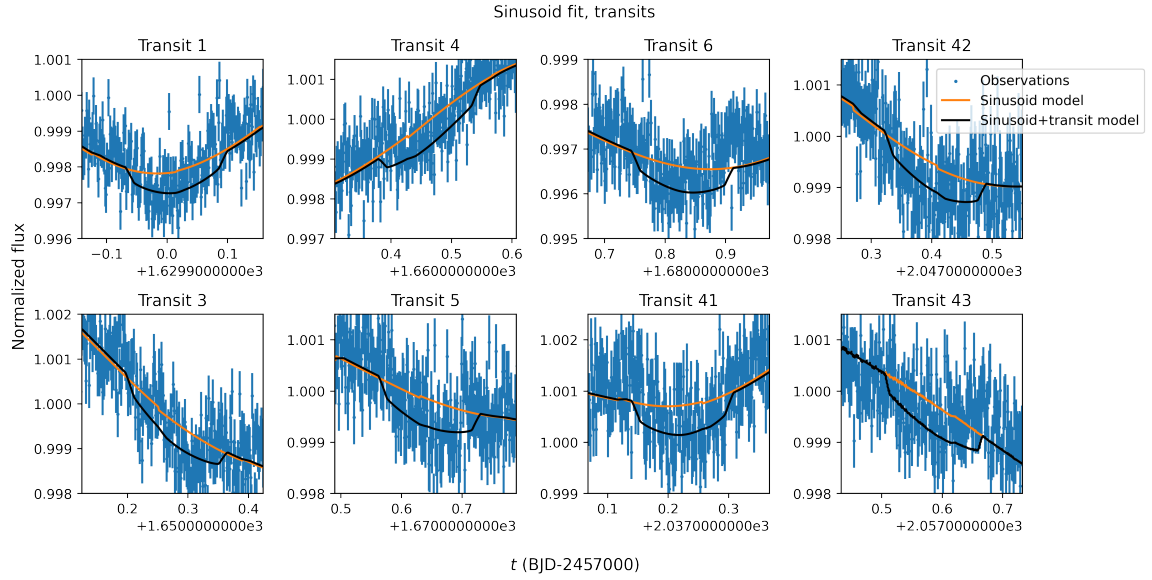 Sinusoid fit, transits
Normalized flux
Transit 1
1.001
1.000
0.999
0.998
0.997
0.996
−0.1 0.0 0.1
+1.6299000000e3
Transit 4
1.001
1.000
0.999
0.998
0.997
0.4 0.5 0.6
+1.6600000000e3
Transit 6
0.999
0.998
0.997
0.996
0.995
0.7 0.8 0.9
+1.6800000000e3
Transit 42
1.001
1.000
0.999
0.998
0.3 0.4 0.5
+2.0470000000e3
Observations
Sinusoid model
Sinusoid+transit model
Transit 3
1.002
1.001
1.000
0.999
0.998
0.2 0.3 0.4
+1.6500000000e3
Transit 5
1.001
1.000
0.999
0.998
0.5 0.6 0.7
+1.6700000000e3
Transit 41
1.002
1.001
1.000
0.999
0.1 0.2 0.3
+2.0370000000e3
Transit 43
1.001
1.000
0.999
0.998
0.5 0.6 0.7
+2.0570000000e3
t (BJD-2457000)